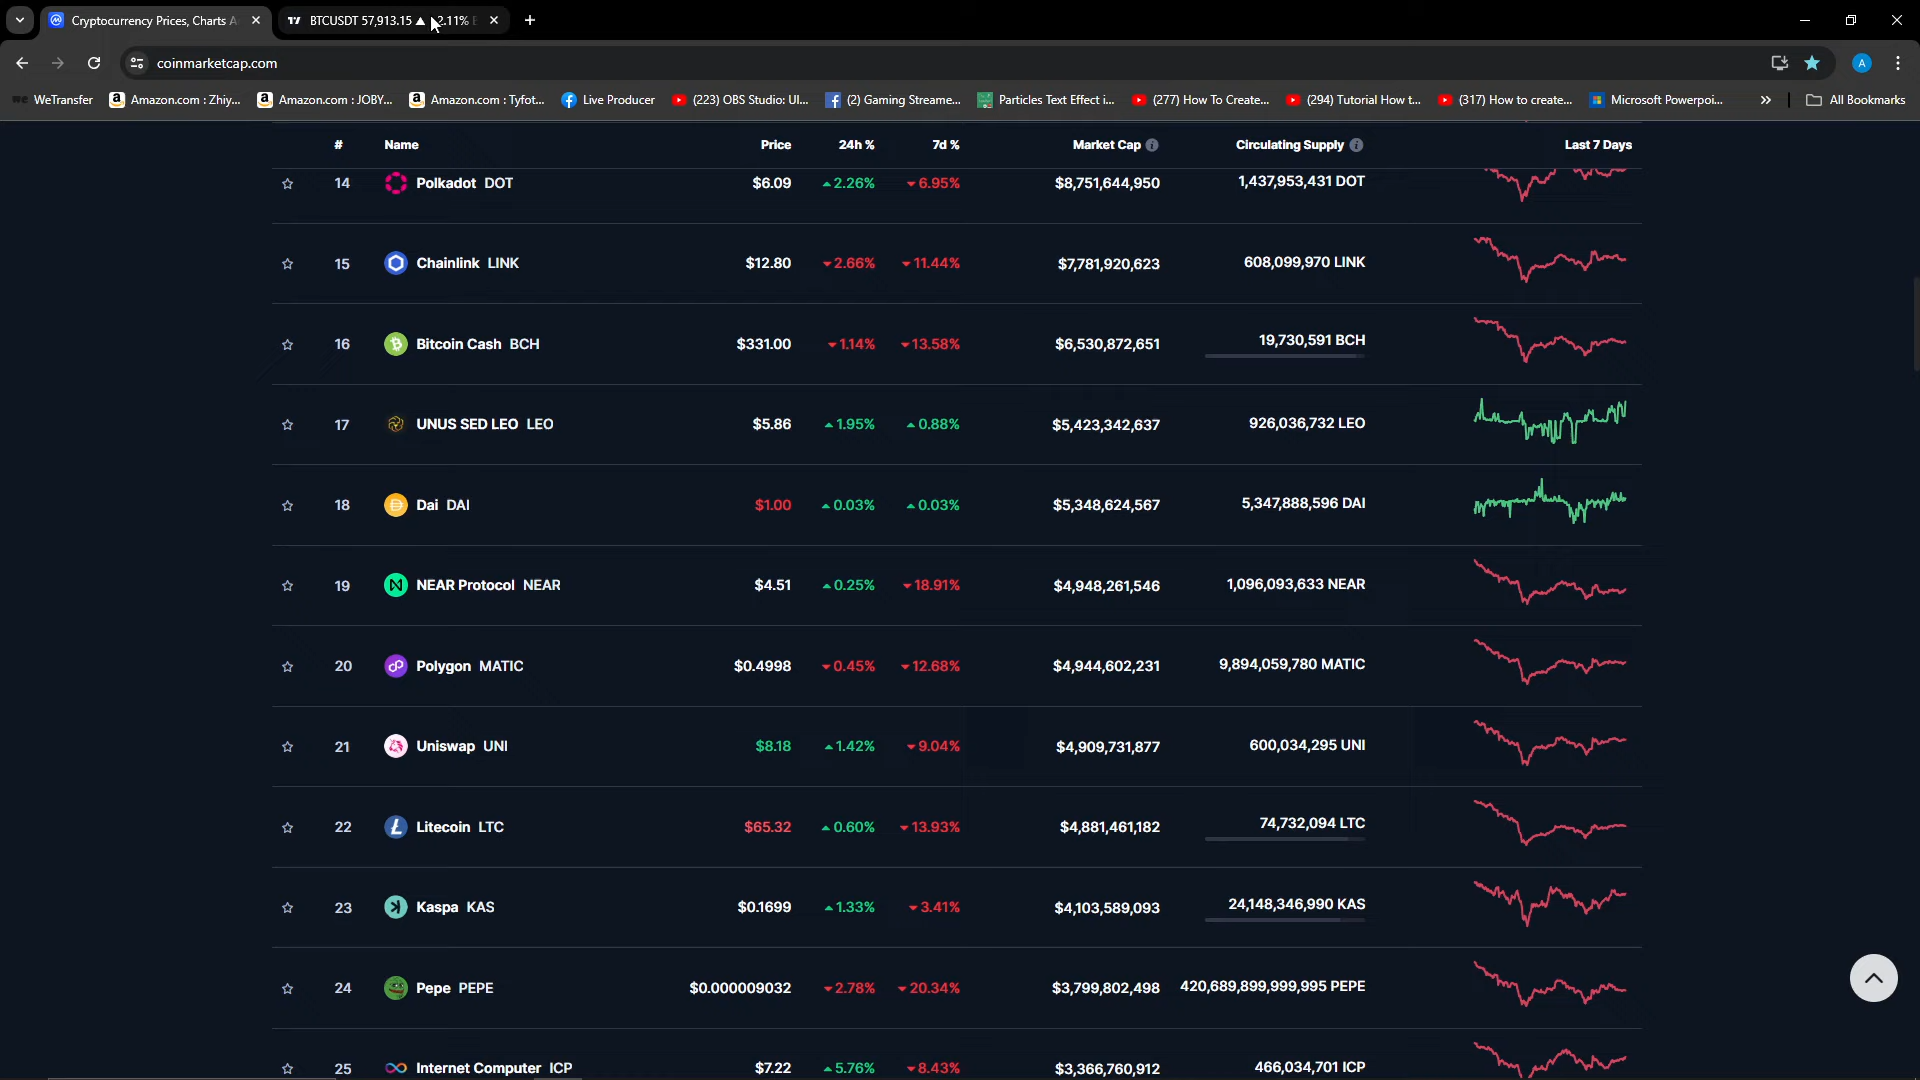 Cryptocurrency Prices, Charts A
BTCUSDT 57,913.15 ▲ 2.11%
coinmarketcap.com
A
WeTransfer
Amazon.com : Zhiy...
Amazon.com : JOBY...
Amazon.com : Tyfot...
Live Producer
(223) OBS Studio: Ul...
(2) Gaming Streame...
Particles Text Effect i...
(277) How To Create...
(294) Tutorial How t...
(317) How to create...
Microsoft Powerpoi...
All Bookmarks
# Name Price 24h % 7d % Market Cap Circulating Supply Last 7 Days
14 Polkadot DOT $6.09 2.26% 6.95% $8,751,644,950 1,437,953,431 DOT
15 Chainlink LINK $12.80 2.66% 11.44% $7,781,920,623 608,099,970 LINK
16 Bitcoin Cash BCH $331.00 1.14% 13.58% $6,530,872,651 19,730,591 BCH
17 UNUS SED LEO LEO $5.86 1.95% 0.88% $5,423,342,637 926,036,732 LEO
18 Dai DAI $1.00 0.03% 0.03% $5,348,624,567 5,347,888,596 DAI
19 NEAR Protocol NEAR $4.51 0.25% 18.91% $4,948,261,546 1,096,093,633 NEAR
20 Polygon MATIC $0.4998 0.45% 12.68% $4,944,602,231 9,894,059,780 MATIC
21 Uniswap UNI $8.18 1.42% 9.04% $4,909,731,877 600,034,295 UNI
22 Litecoin LTC $65.32 0.60% 13.93% $4,881,461,182 74,732,094 LTC
23 Kaspa KAS $0.1699 1.33% 3.41% $4,103,589,093 24,148,346,990 KAS
24 Pepe PEPE $0.000009032 2.78% 20.34% $3,799,802,498 420,689,899,999,995 PEPE
25 Internet Computer ICP $7.22 5.76% 8.43% $3,366,760,912 466,034,701 ICP